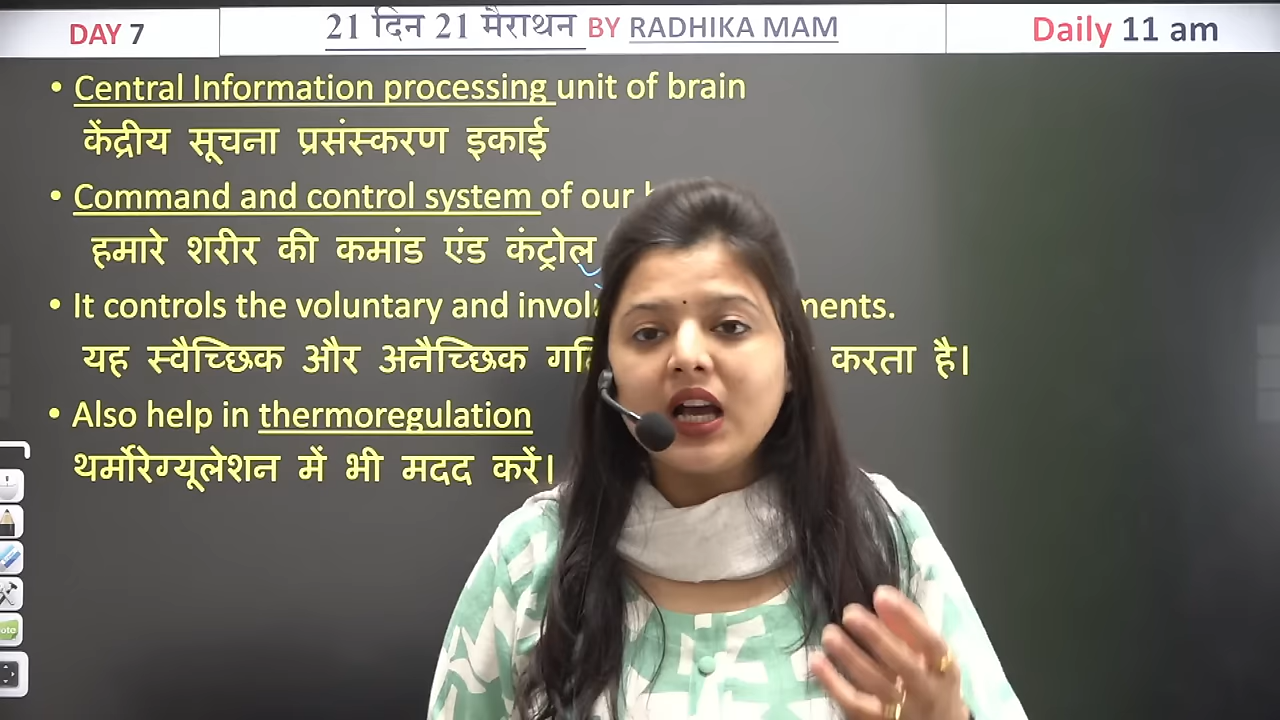 DAY 7
21 दिन 21 मैराथन BY RADHIKA MAM
Daily 11 am
• Central Information processing unit of brain
केंद्रीय सूचना प्रसंस्करण इकाई
• Command and control system of our
हमारे शरीर की कमांड एंड कंट्रोल
• It controls the voluntary and
यह स्वैच्छिक और अनैच्छिक करता है।
• Also help in thermoregulation
थर्मोरेग्यूलेशन में भी मदद करें।